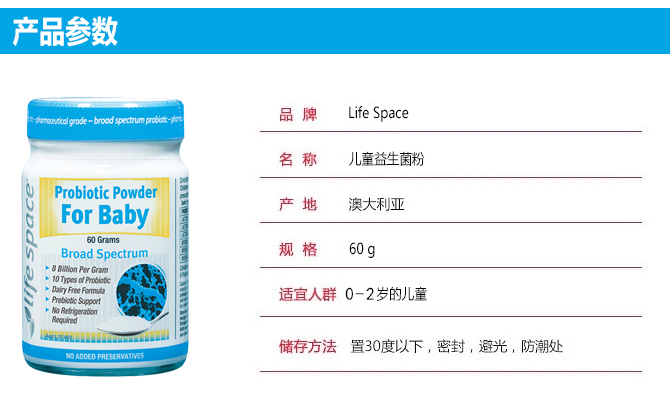 产品参数
pharmaceutical grade – broad spectrum probiotic – pharma
life space
Probiotic Powder
For Baby
60 Grams
Broad Spectrum
8 Billion Per Gram
10 Types of Probiotic
Dairy Free Formula
Prebiotic Support
No Refrigeration
Required
NO ADDED PRESERVATIVES
品 牌 Life Space
名 称 儿童益生菌粉
产 地 澳大利亚
规 格 60 g
适宜人群 0-2岁的儿童
储存方法 置30度以下，密封，避光，防潮处